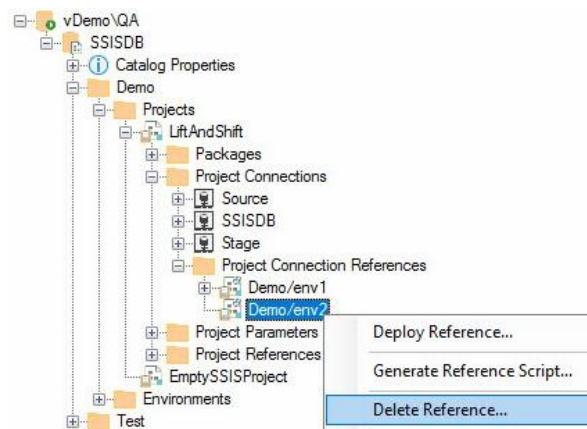 vDemo\QA
SSISDB
Catalog Properties
Demo
Projects
LiftAndShift
Packages
Project Connections
Source
SSISDB
Stage
Project Connection References
Demo/env1
Demo/env2
Project Parameters
Deploy Reference...
Project References
Generate Reference Script...
EmptySSISProject
Environments
Delete Reference...
Test